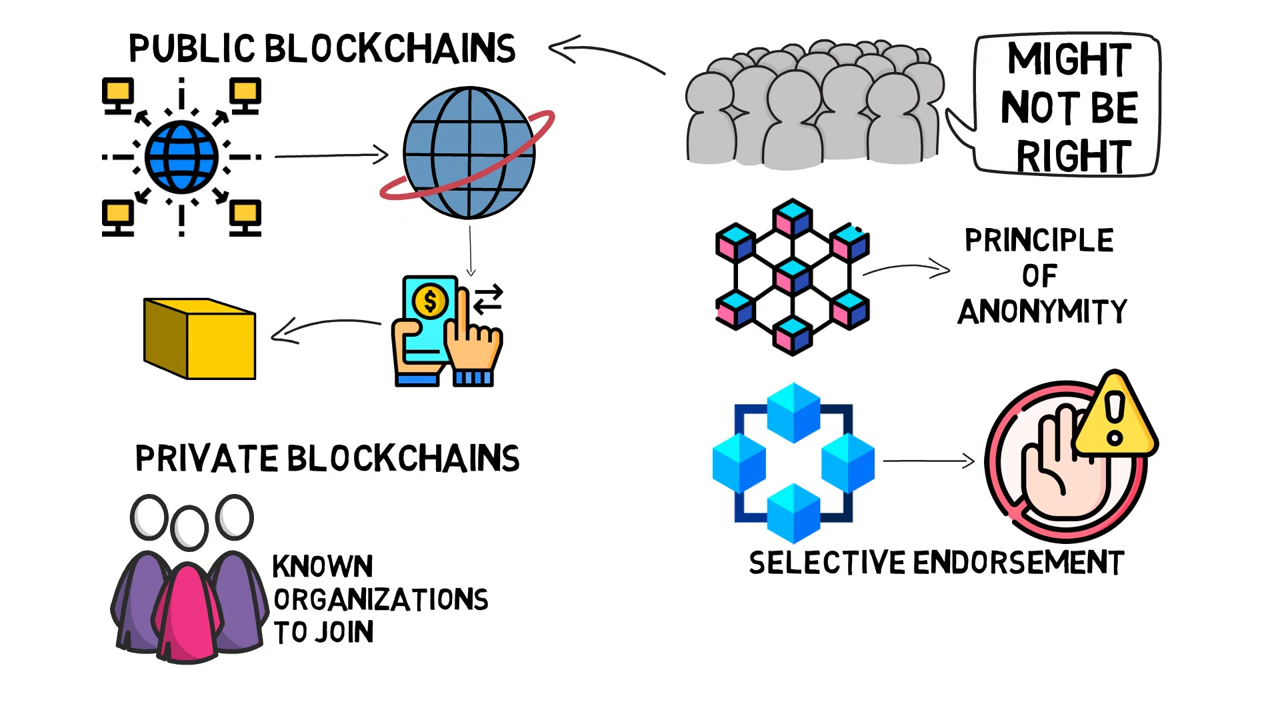 PUBLIC BLOCKCHAINS
MIGHT
NOT BE
RIGHT
PRINCIPLE
OF
ANONYMITY
$
PRIVATE BLOCKCHAINS
KNOWN
ORGANIZATIONS
TO JOIN
SELECTIVE ENDORSEMENT